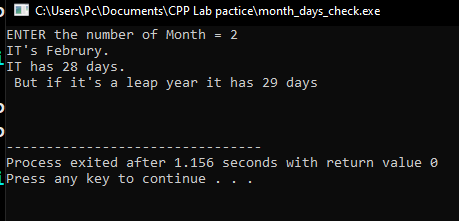 C:\Users\Pc\Documents\CPP Lab pactice\month_days_check.exe
ENTER the number of Month = 2
IT's Februry.
IT has 28 days.
 But if it's a leap year it has 29 days
--------------------------------
Process exited after 1.156 seconds with return value 0
Press any key to continue . . .